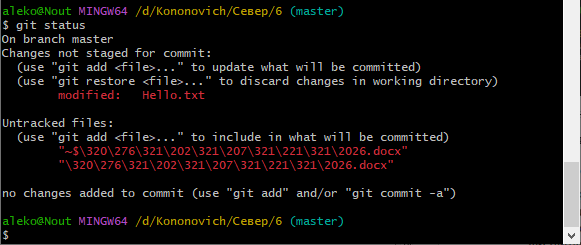 aleko@Nout MINGW64 /d/Kononovich/Север/6 (master)
$ git status
On branch master
Changes not staged for commit:
  (use "git add <file>..." to update what will be committed)
  (use "git restore <file>..." to discard changes in working directory)
        modified:   Hello.txt

Untracked files:
  (use "git add <file>..." to include in what will be committed)
        "~$\320\276\321\202\321\207\321\221\321\2026.docx"
        "\320\276\321\202\321\207\321\221\321\2026.docx"

no changes added to commit (use "git add" and/or "git commit -a")

aleko@Nout MINGW64 /d/Kononovich/Север/6 (master)
$